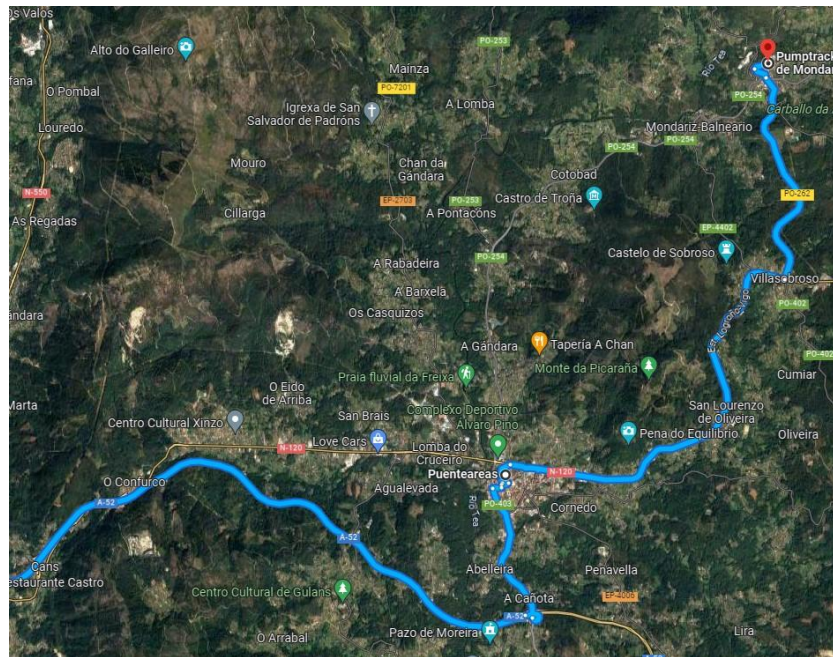 Os Valos
Alto do Galleiro
PO-253
Pumptrack
de Mondar
Río Tea
Mainza
O Pombal
PO-7201
A Lomba
PO-254
Igrexa de San
Salvador de Padróns
Carballo da
Louredo
Mondariz-Balneario
PO-254
PO-254
Mouro
Chan da
Gándara
Cotobad
N-550
PO-262
EP-2703
PO-253
Castro de Troña
Cillarga
A Pontacóns
As Regadas
EP-4402
Castelo de Sobroso
PO-254
A Rabadeira
Villasobroso
A Barxela
PO-402
Os Casquizos
ándara
A Gándara
Tapería A Chan
PO-402
Praia fluvial da Freixa
Monte da Picaraña
Cumiar
O Eido
de Arriba
Marta
San Brais
Complexo Deportivo
Álvaro Pino
San Lourenzo
de Oliveira
Centro Cultural Xinzo
Love Cars
Pena do Equilibrio
Oliveira
N-120
Lomba do
Cruceiro
Puenteareas
N-120
O Confurco
Agualevada
A-52
PO-403
Río Tea
Cornedo
A-52
Cans
Abelleira
Penavella
estaurante Castro
Centro Cultural de Gulans
A Cañota
EP-4006
A-52
O Arrabal
Pazo de Moreira
Lira